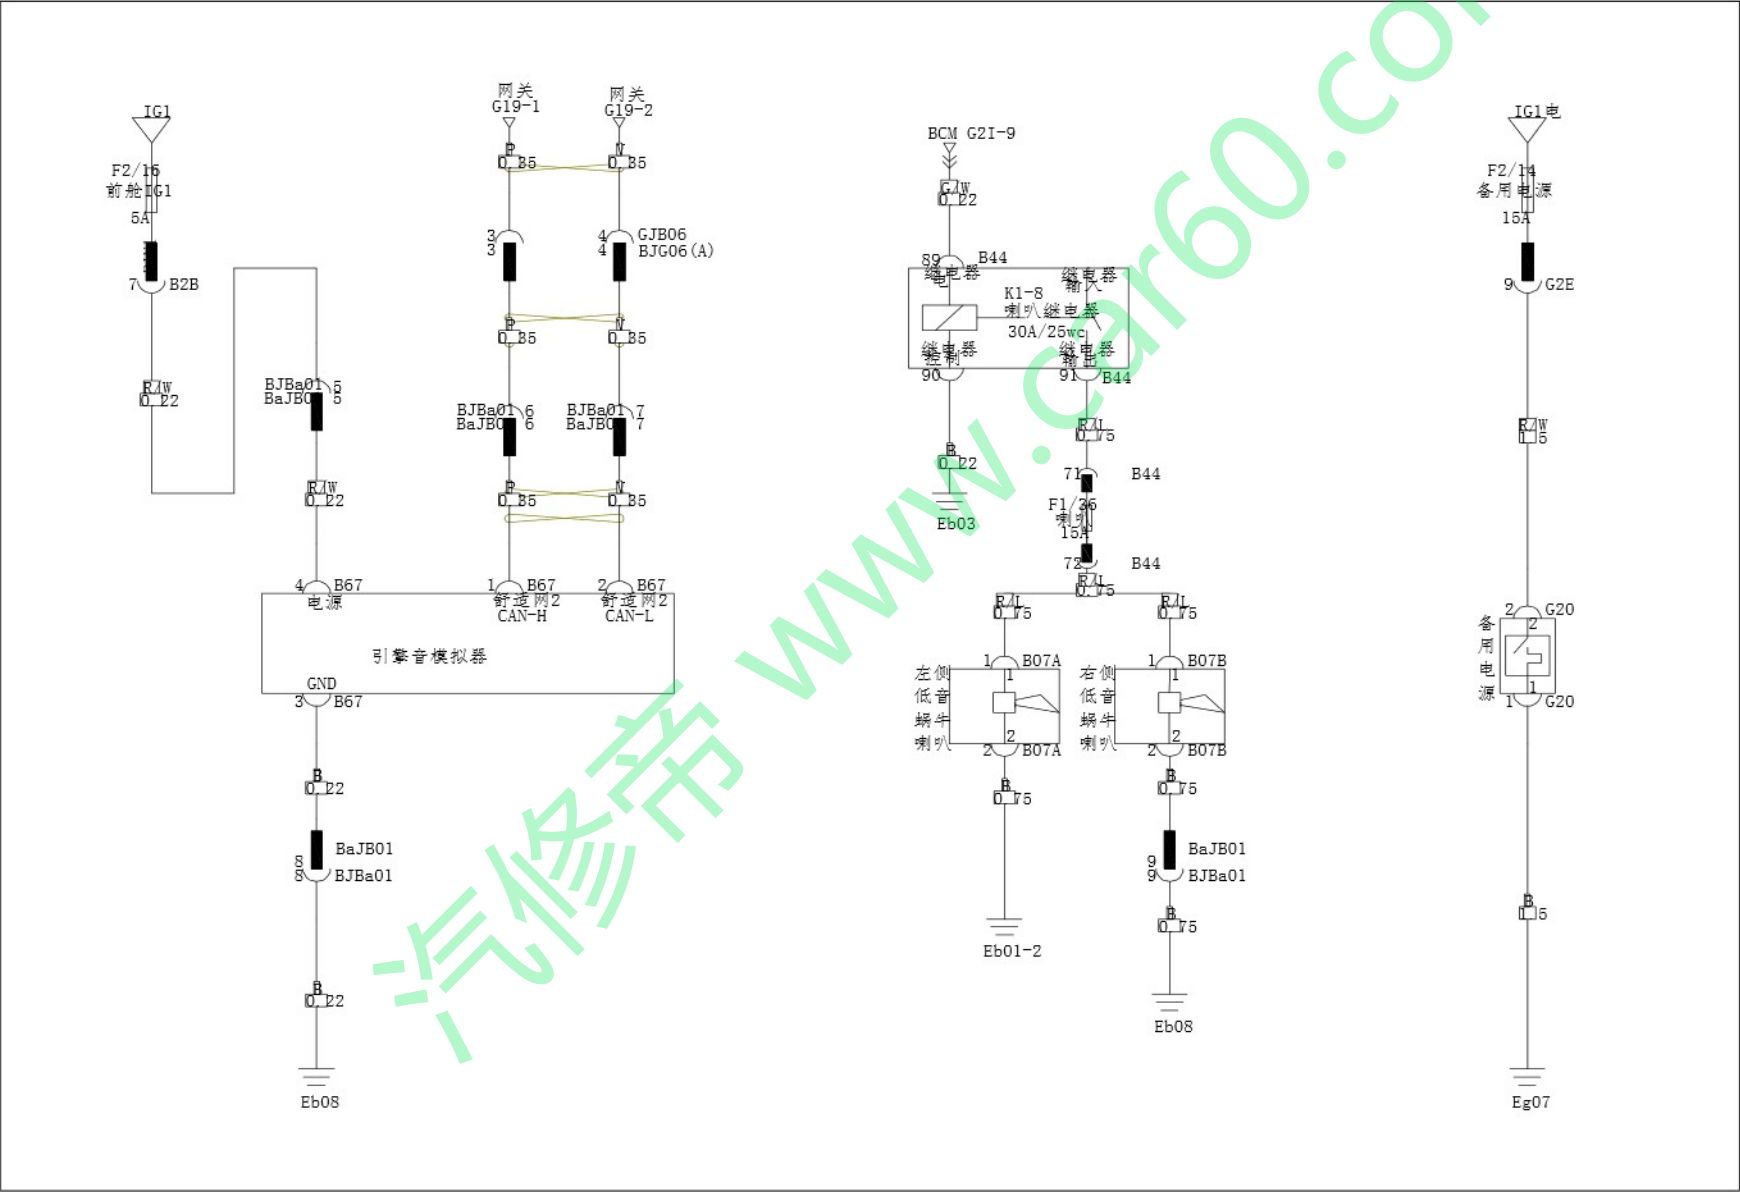 IG1
F2/16
前舱IG1
5A
7 B2B
R/W
0.22
BJBa01 5
BaJB01 5
R/W
0.22
4 B67
电源
网关
G19-1
P
0.35
3
3
P
0.35
BJBa01 6
BaJB01 6
P
0.35
1 B67
舒适网2
CAN-H
网关
G19-2
V
0.35
4 GJB06
4 BJG06(A)
V
0.35
BJBa01 7
BaJB01 7
V
0.35
2 B67
舒适网2
CAN-L
引擎音模拟器
GND
3 B67
B
0.22
BaJB01
8
8 BJBa01
B
0.22
Eb08
BCM G2I-9
G/W
0.22
89 B44
继电器
电
继电器
输入
K1-8
喇叭继电器
30A/25wc
继电器
控制
继电器
输出
90
91 B44
B
0.22
Eb03
R/L
0.75
71 B44
F1/36
喇叭
15A
72 B44
R/L
0.75
R/L
0.75
R/L
0.75
1 B07A
1
左侧
低音
蜗牛
喇叭
2
2 B07A
B
0.75
Eb01-2
1 B07B
1
右侧
低音
蜗牛
喇叭
2
2 B07B
B
0.75
BaJB01
9
9 BJBa01
B
0.75
Eb08
IG1电
F2/14
备用电源
15A
9 G2E
R/W
1.5
2 G20
2
备
用
电
源
1
1 G20
B
1.5
Eg07
汽修帝 www.car60.co